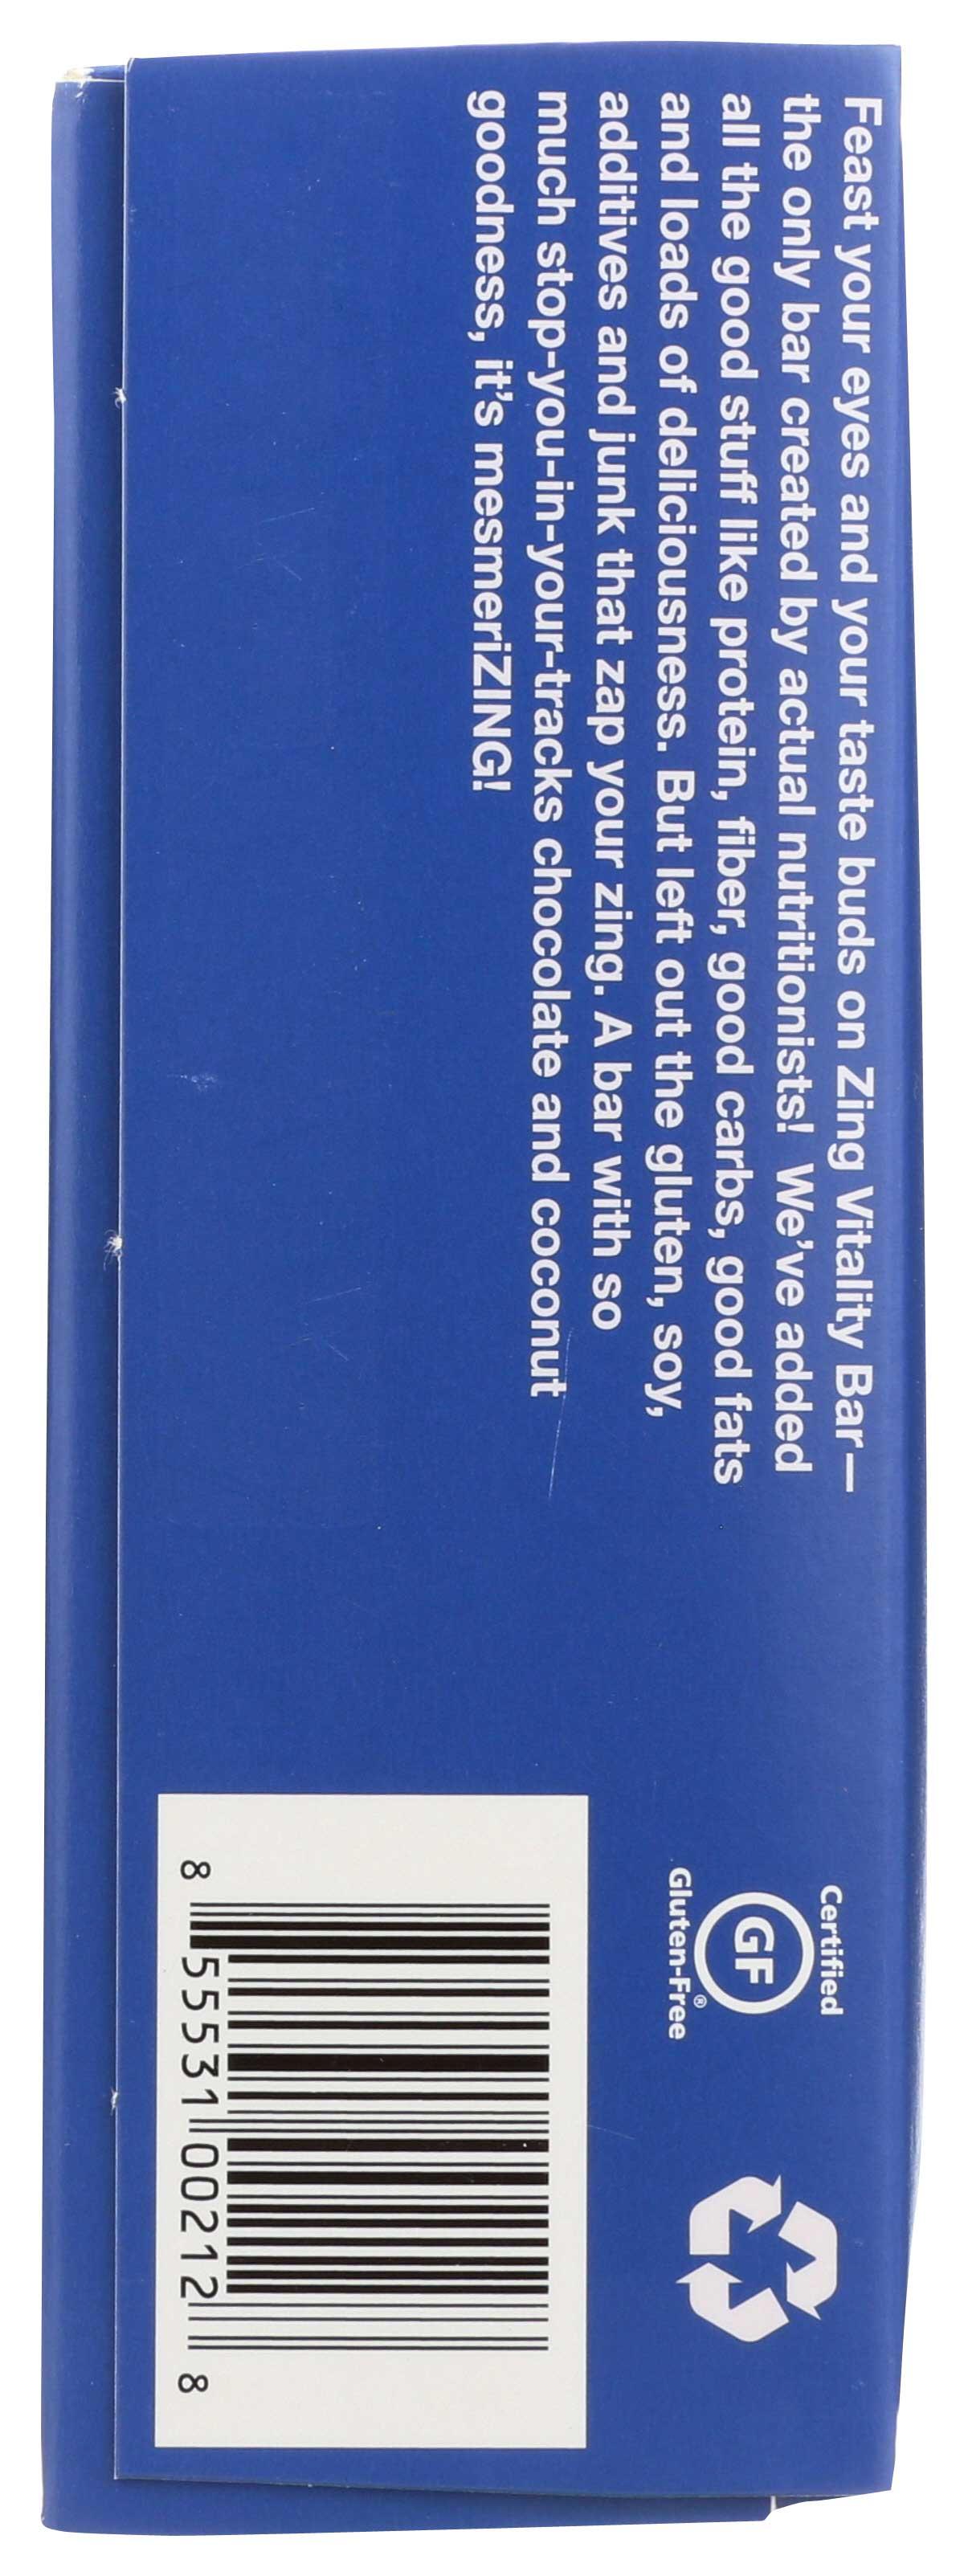 Feast your eyes and your taste buds on Zing Vitality Bar—
the only bar created by actual nutritionists! We've added
all the good stuff like protein, fiber, good carbs, good fats
and loads of deliciousness. But left out the gluten, soy,
additives and junk that zap your zing. A bar with so
much stop-you-in-your-tracks chocolate and coconut
goodness, it's mesmeriZING!
Certified
GF
Gluten-Free®
8 55531 00212 8